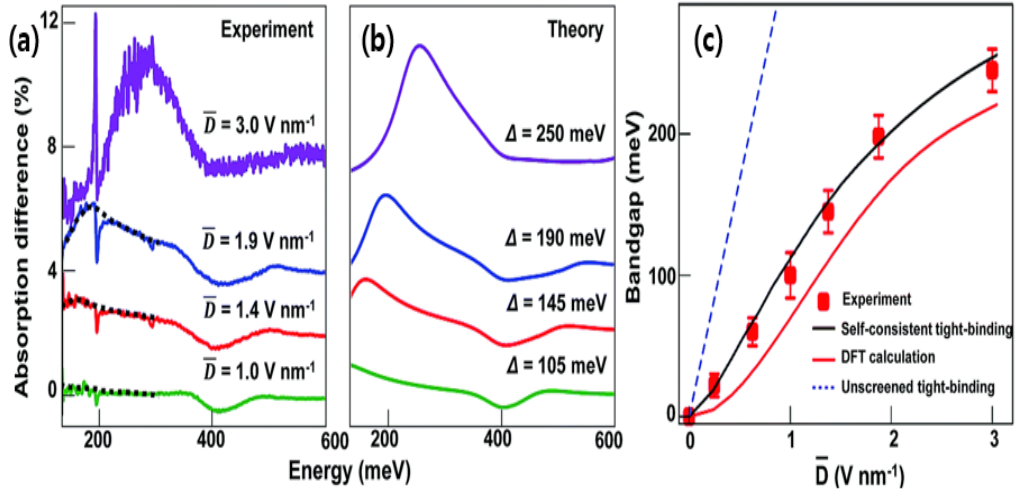 (a)
Experiment
Absorption difference (%)
12
8
4
0
D̅ = 3.0 V nm⁻¹
D̅ = 1.9 V nm⁻¹
D̅ = 1.4 V nm⁻¹
D̅ = 1.0 V nm⁻¹
200
400
600
(b)
Theory
Δ = 250 meV
Δ = 190 meV
Δ = 145 meV
Δ = 105 meV
130
200
400
600
Energy (meV)
(c)
Bandgap (meV)
200
100
0
Experiment
Self-consistent tight-binding
DFT calculation
Unscreened tight-binding
0
1
2
3
D̅ (V nm⁻¹)